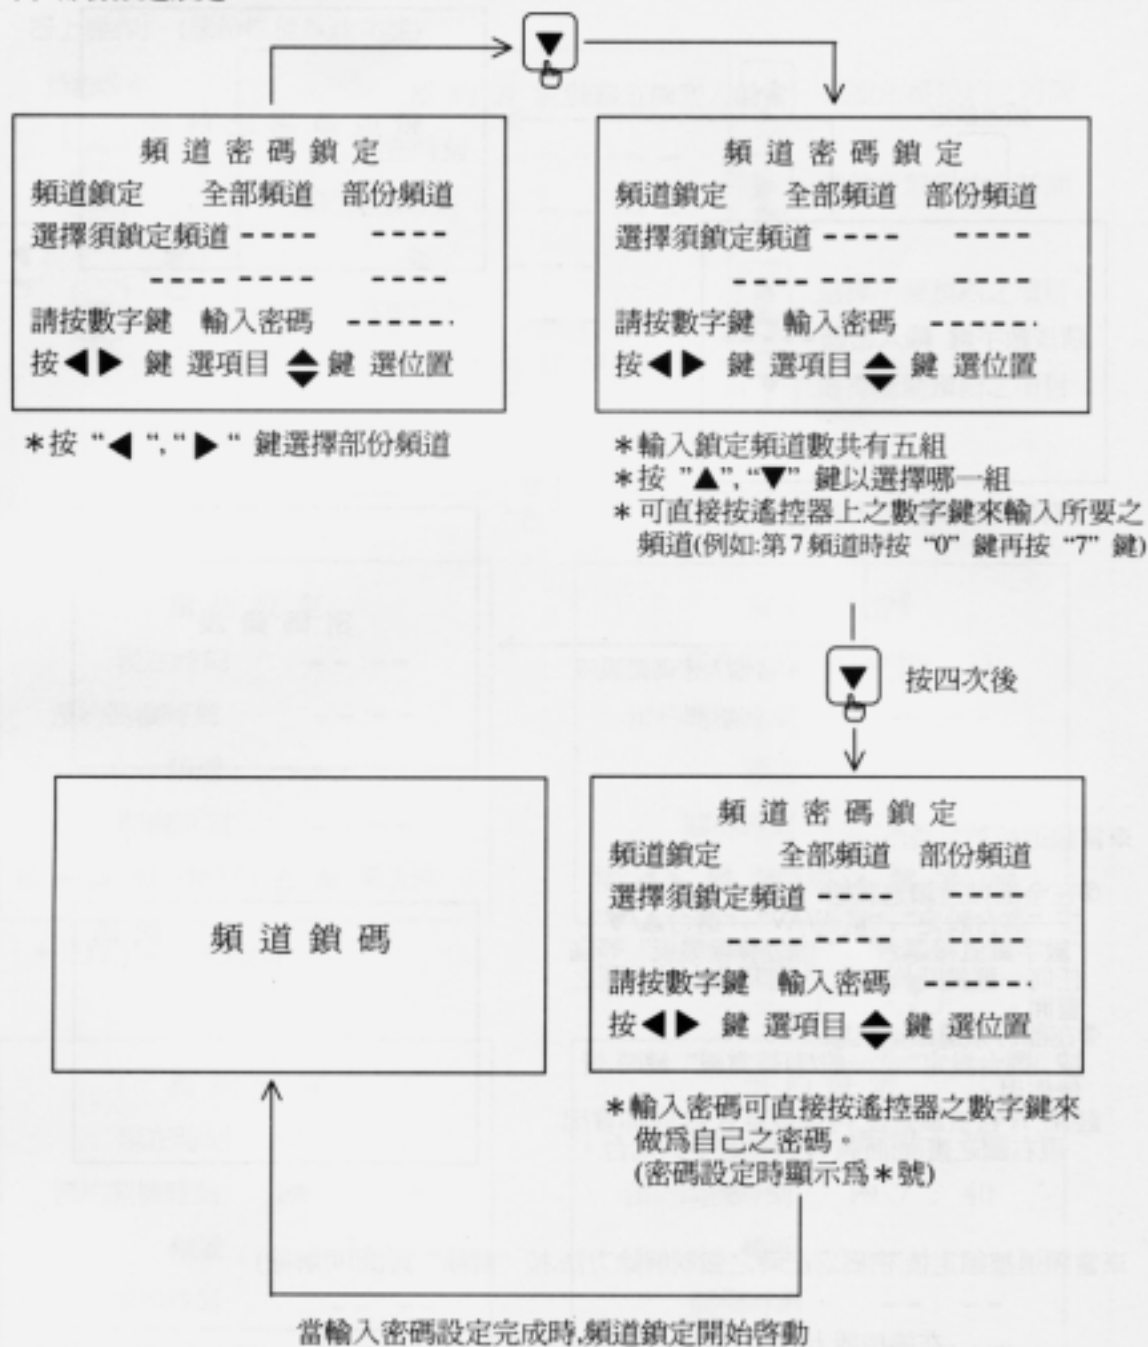 ▼
頻 道 密 碼 鎖 定
頻道鎖定 全部頻道 部份頻道
選擇須鎖定頻道 ---- ----
---- ---- ----
請按數字鍵 輸入密碼 ------
按◀▶ 鍵 選項目 ▲▼ 鍵 選位置
＊按 “◀ ”,“ ▶ “ 鍵選擇部份頻道
頻 道 密 碼 鎖 定
頻道鎖定 全部頻道 部份頻道
選擇須鎖定頻道 ---- ----
---- ---- ----
請按數字鍵 輸入密碼 ------
按◀▶ 鍵 選項目 ▲▼ 鍵 選位置
＊輸入鎖定頻道數共有五組
＊按 ”▲”, “▼” 鍵以選擇哪一組
＊可直接按遙控器上之數字鍵來輸入所要之
頻道(例如:第7頻道時按 “0” 鍵再按 “7” 鍵)
▼ 按四次後
頻 道 密 碼 鎖 定
頻道鎖定 全部頻道 部份頻道
選擇須鎖定頻道 ---- ----
---- ---- ----
請按數字鍵 輸入密碼 ------
按◀▶ 鍵 選項目 ▲▼ 鍵 選位置
＊輸入密碼可直接按遙控器之數字鍵來
做爲自己之密碼。
(密碼設定時顯示爲＊號)
頻 道 鎖 碼
當輸入密碼設定完成時,頻道鎖定開始啓動